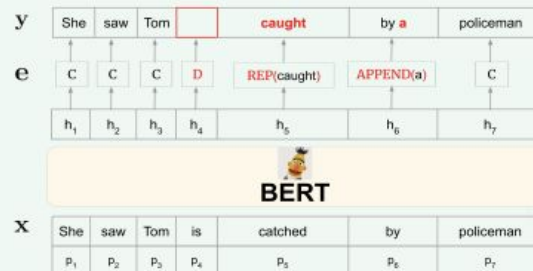 y She saw Tom caught by a policeman
e C C C D REP(caught) APPEND(a) C
h1 h2 h3 h4 h5 h6 h7
BERT
x She saw Tom is catched by policeman
p1 p2 p3 p4 p5 p6 p7